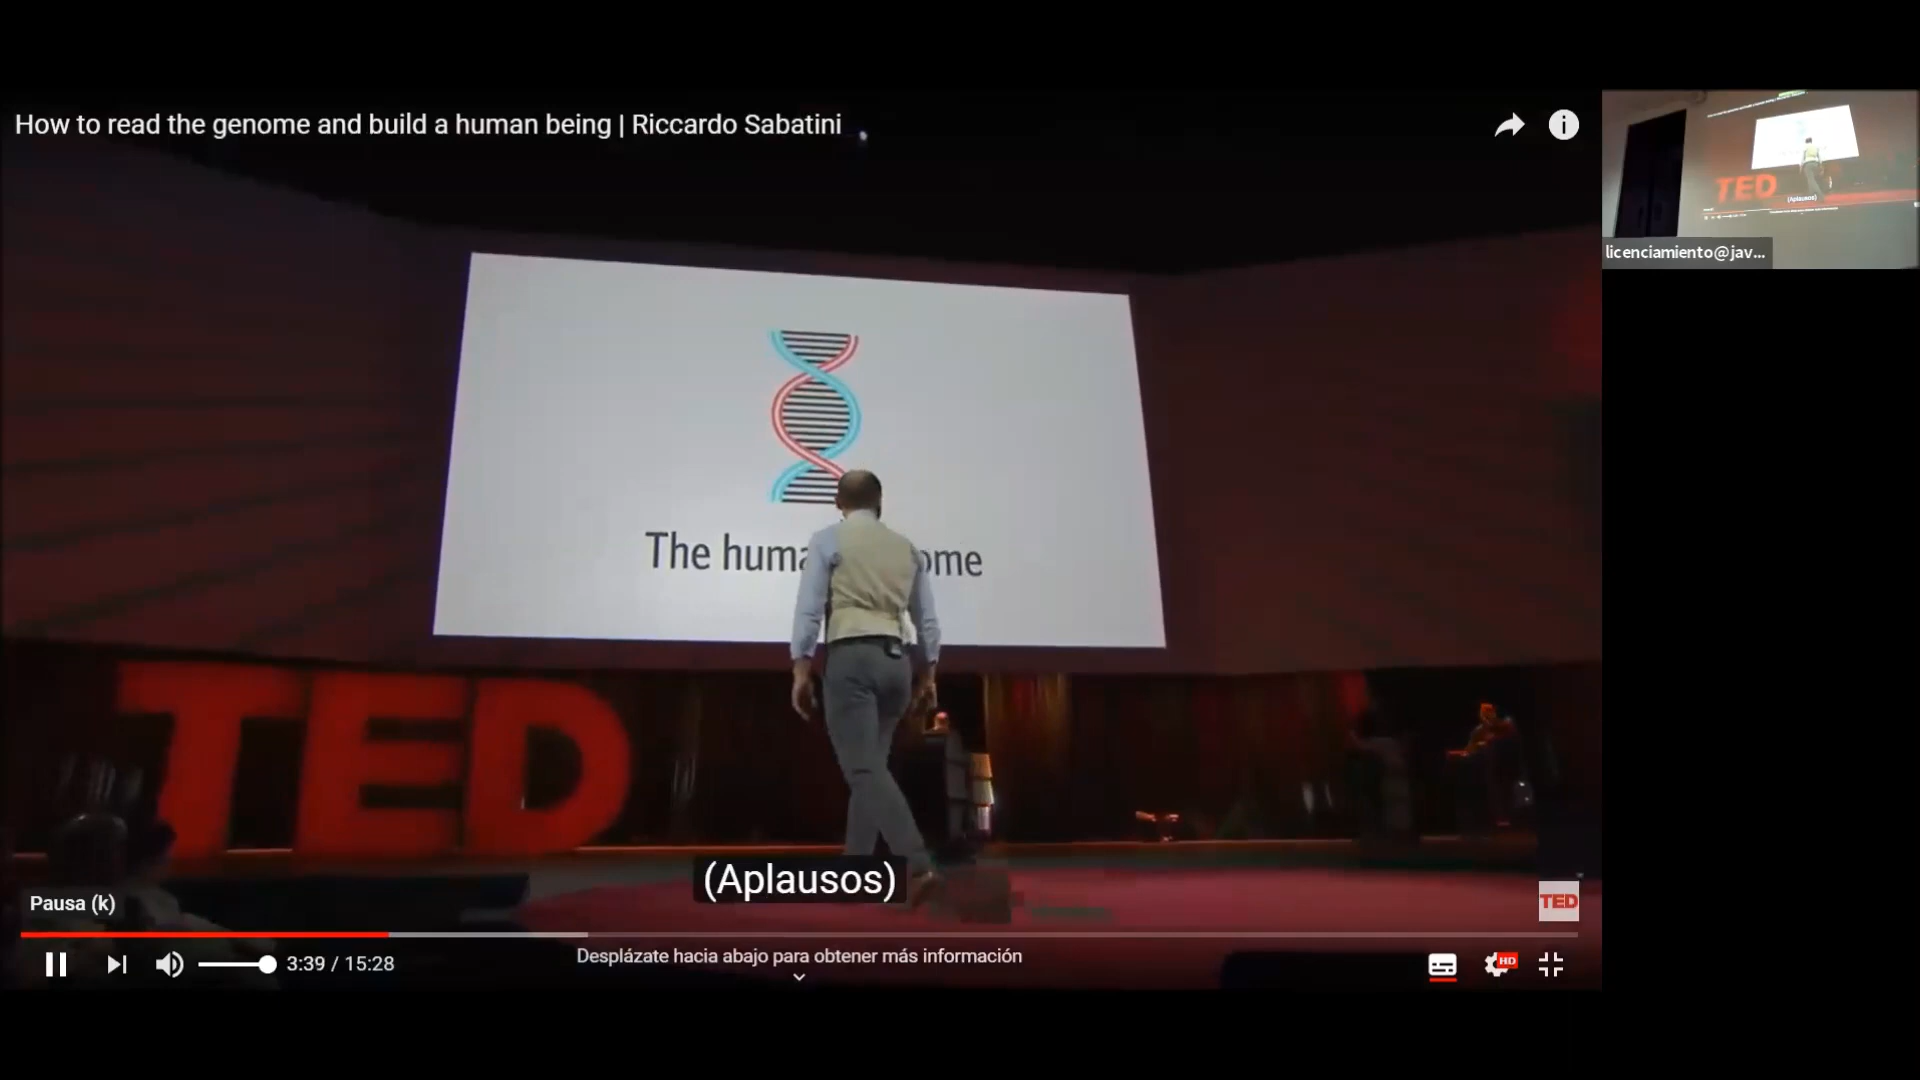 How to read the genome and build a human being | Riccardo Sabatini
TED
(Aplausos)
licenciamiento@jav...
The huma ome
TED
(Aplausos)
TED
Pausa (k)
3:39 / 15:28
HD
Desplázate hacia abajo para obtener más información